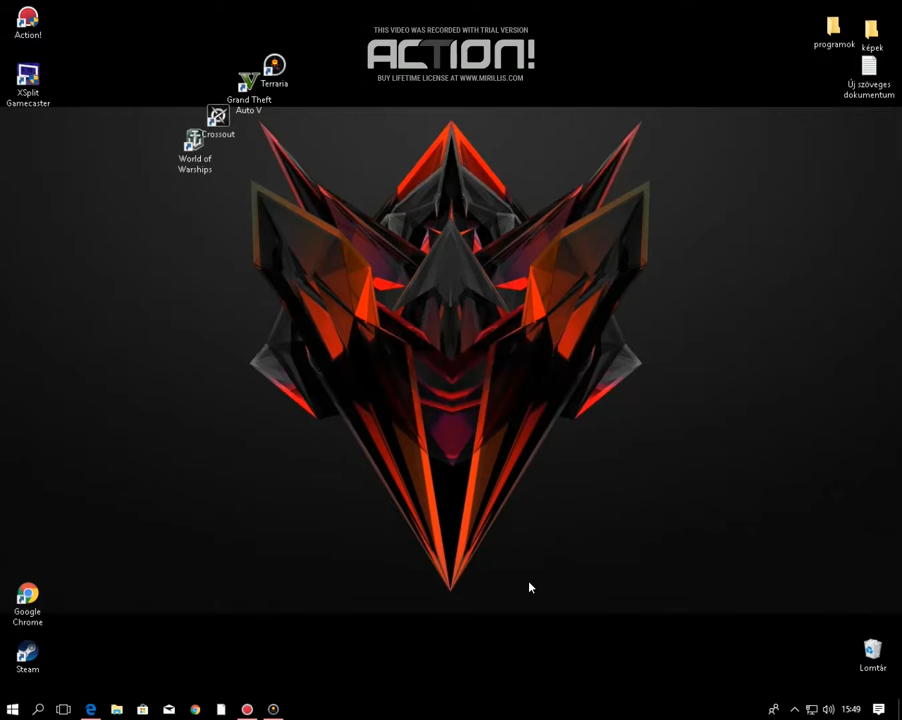 Action!
XSplit
Gamecaster
THIS VIDEO WAS RECORDED WITH TRIAL VERSION
ACTION!
BUY LIFETIME LICENSE AT WWW.MIRILLIS.COM
programok
képek
Új szöveges
dokumentum
Terraria
Grand Theft
Auto V
Crossout
World of
Warships
Google
Chrome
Steam
Lomtár
15:49